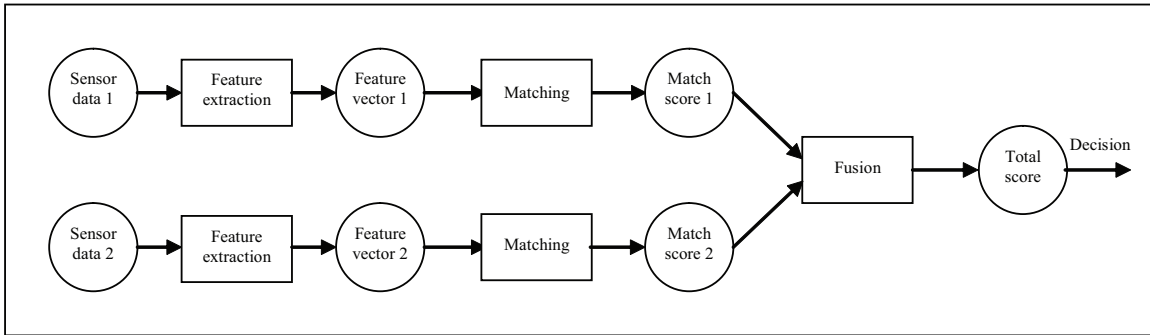 Sensor
data 1
Feature
extraction
Feature
vector 1
Matching
Match
score 1
Sensor
data 2
Feature
extraction
Feature
vector 2
Matching
Match
score 2
Fusion
Total
score
Decision